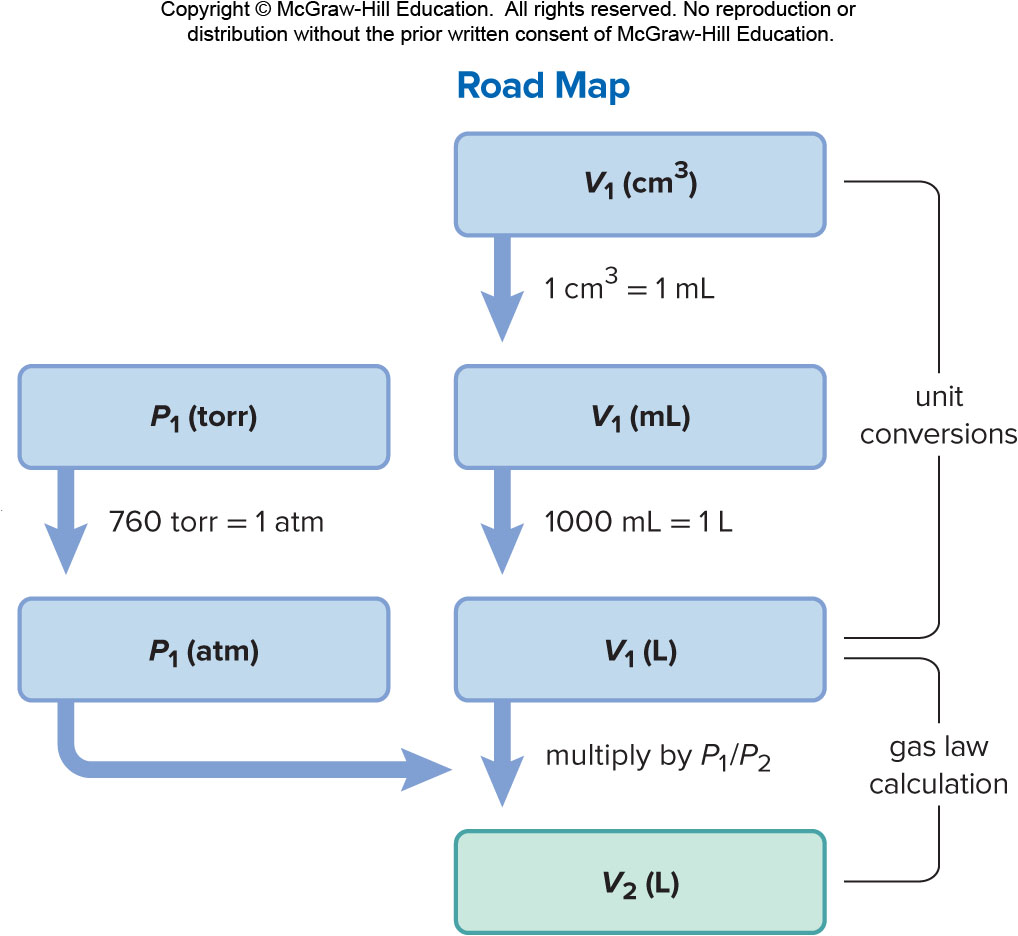 Copyright © McGraw-Hill Education.  All rights reserved. No reproduction or
distribution without the prior written consent of McGraw-Hill Education.
Road Map
V₁ (cm³)
1 cm³ = 1 mL
P₁ (torr)
V₁ (mL)
unit
conversions
760 torr = 1 atm
1000 mL = 1 L
P₁ (atm)
V₁ (L)
multiply by P₁/P₂
gas law
calculation
V₂ (L)